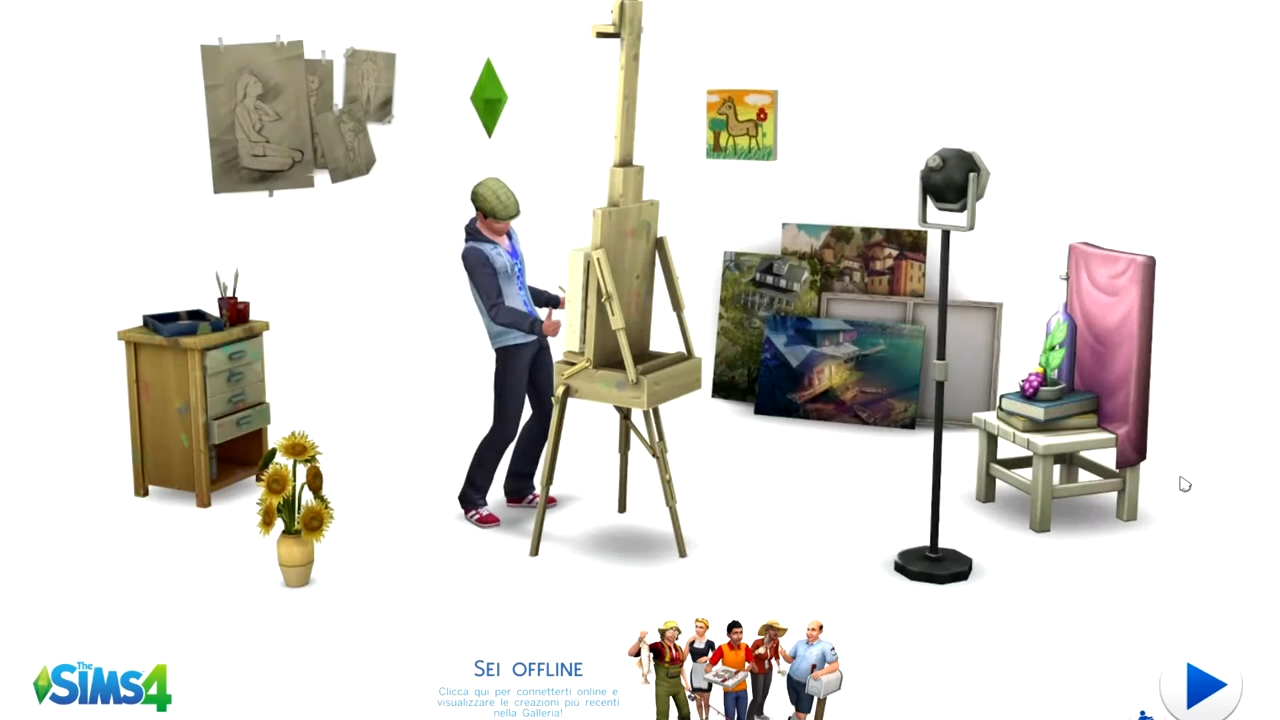 The
SiMS4
SEI OFFLINE
Clicca qui per connetterti online e
visualizzare le creazioni più recenti
nella Galleria!